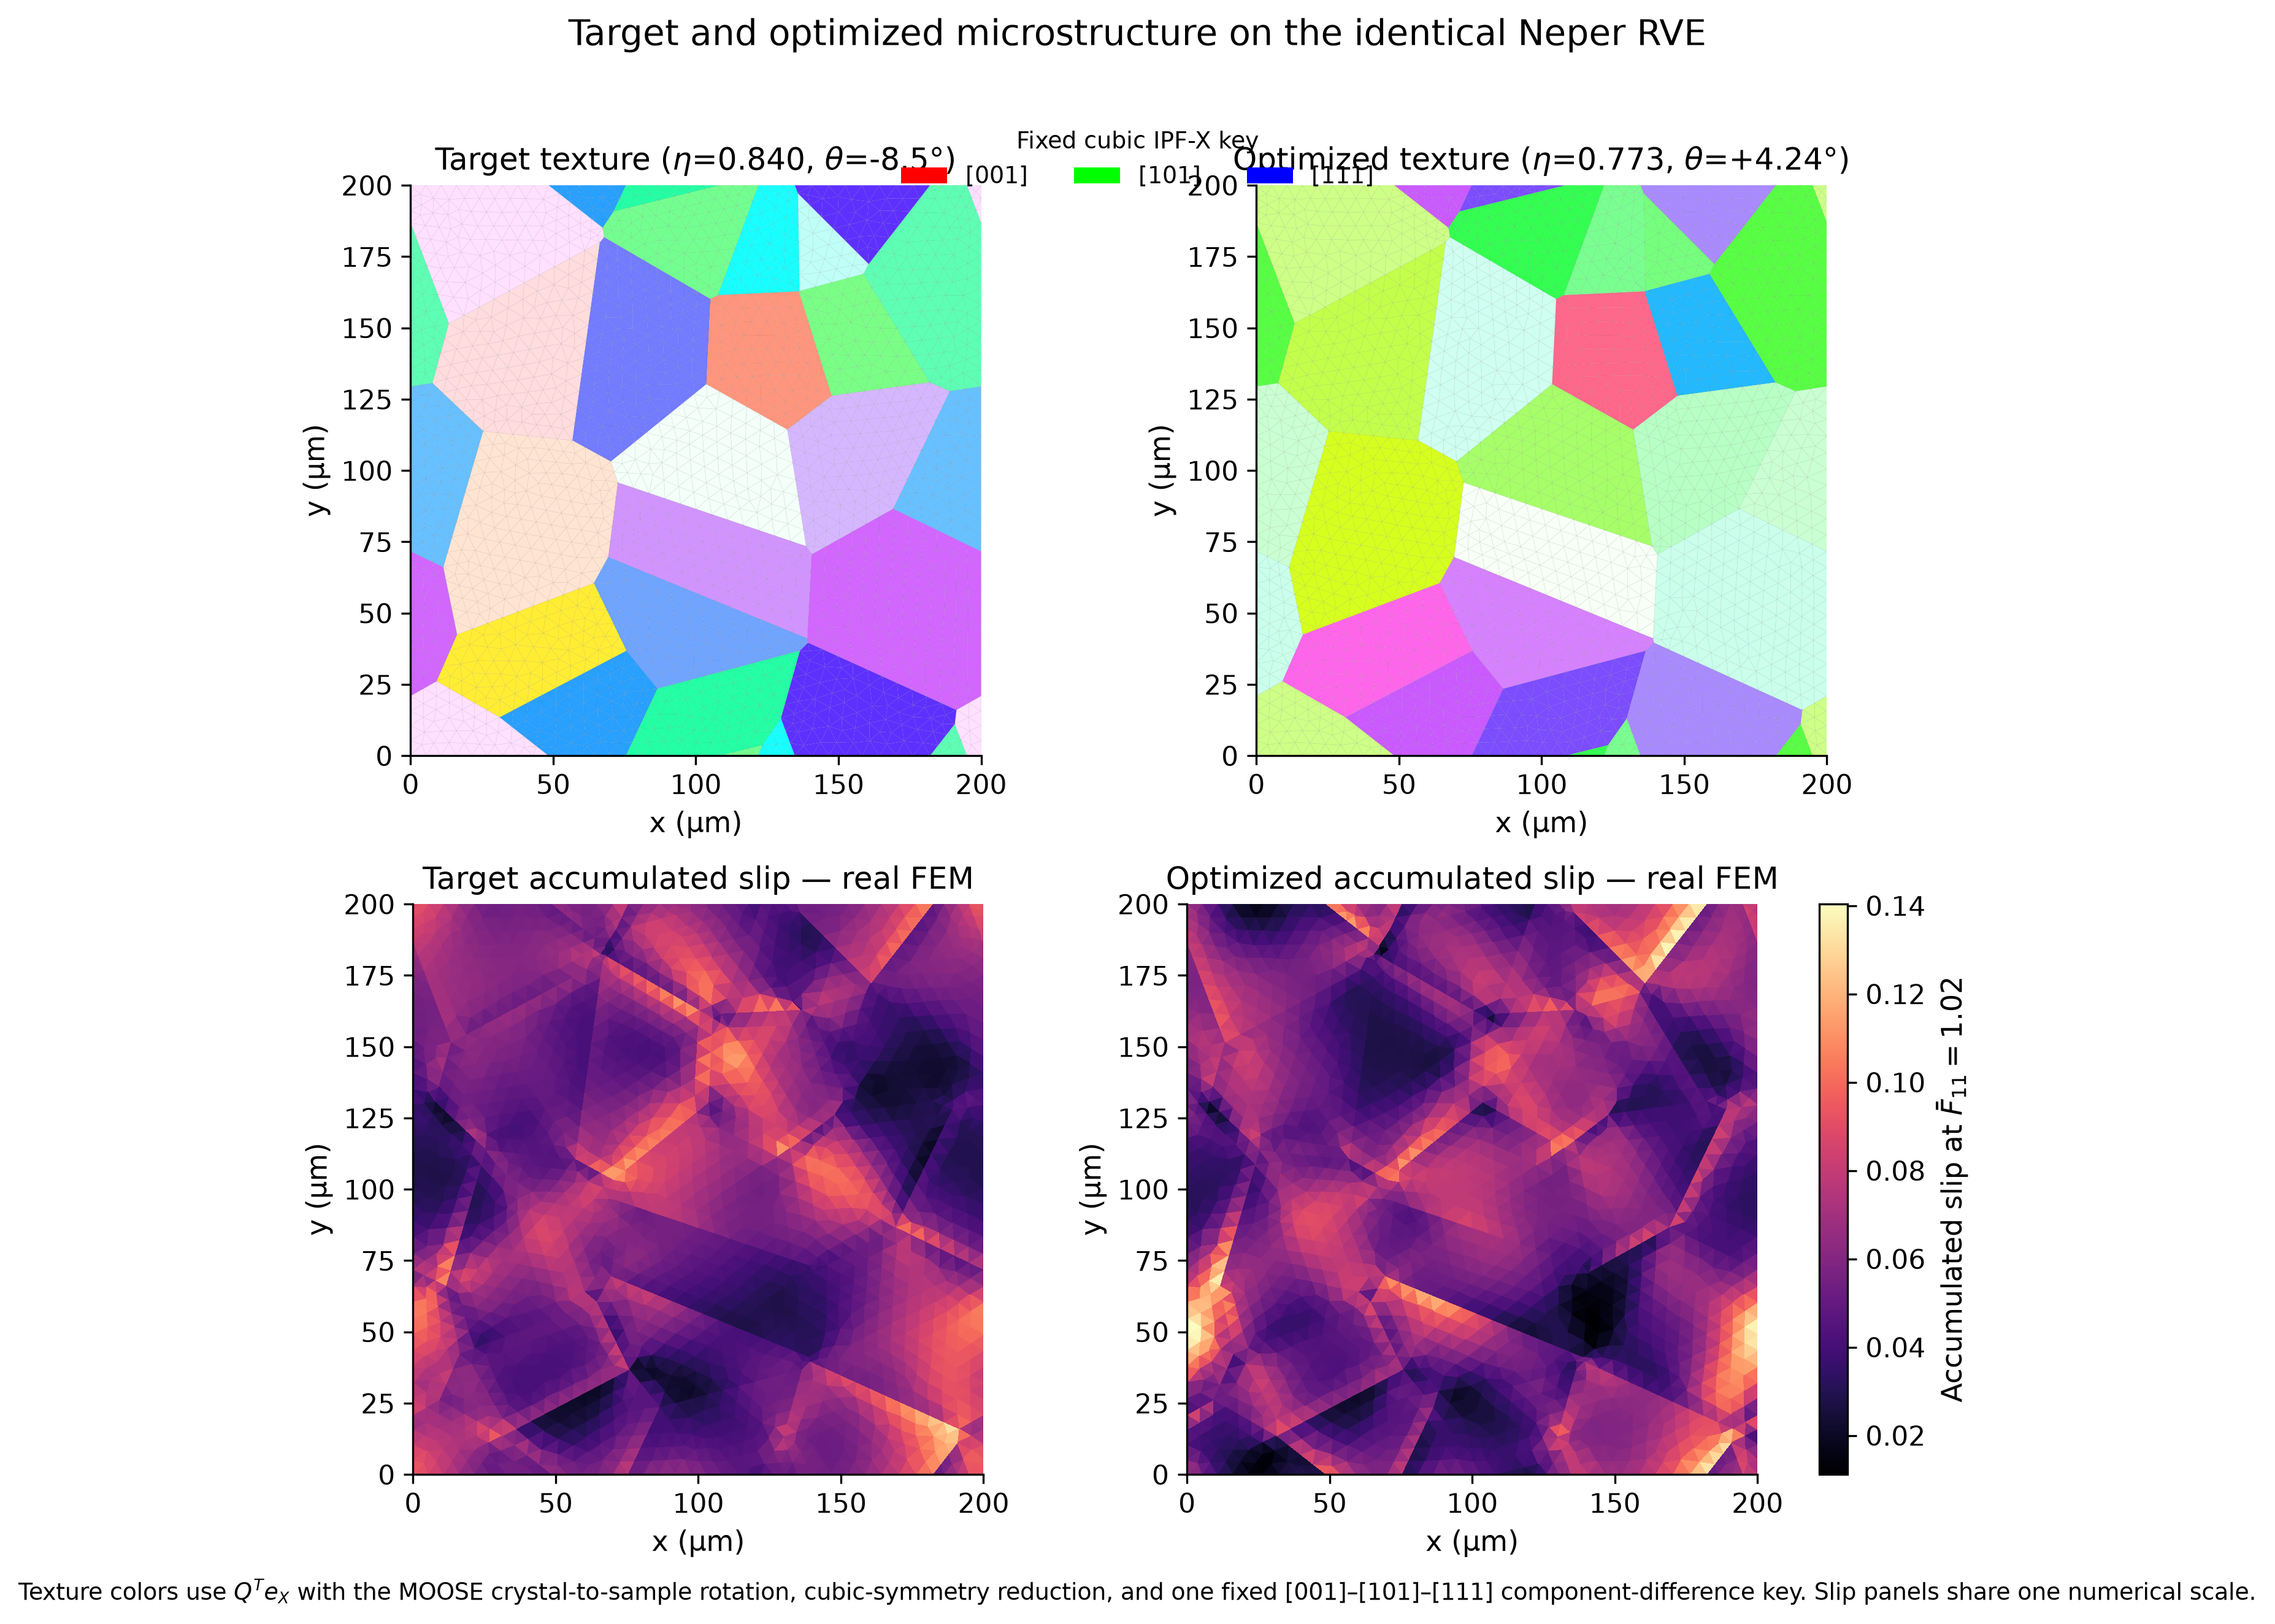 Target and optimized microstructure on the identical Neper RVE
Fixed cubic IPF-X key
[001] [101] [111]
Target texture (η=0.840, θ=-8.5°)
200
175
150
125
100
75
50
25
0
0 50 100 150 200
x (μm)
y (μm)
Optimized texture (η=0.773, θ=+4.24°)
200
175
150
125
100
75
50
25
0
0 50 100 150 200
x (μm)
y (μm)
Target accumulated slip — real FEM
200
175
150
125
100
75
50
25
0
0 50 100 150 200
x (μm)
y (μm)
Optimized accumulated slip — real FEM
200
175
150
125
100
75
50
25
0
0 50 100 150 200
x (μm)
y (μm)
0.14
0.12
0.10
0.08
0.06
0.04
0.02
Accumulated slip at F̄₁₁ = 1.02
Texture colors use QᵀeX with the MOOSE crystal-to-sample rotation, cubic-symmetry reduction, and one fixed [001]–[101]–[111] component-difference key. Slip panels share one numerical scale.